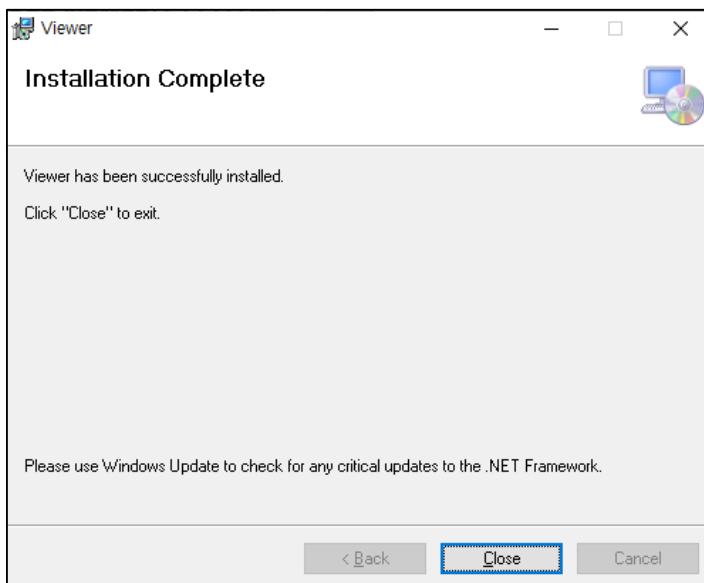 Viewer
Installation Complete
Viewer has been successfully installed.
Click "Close" to exit.
Please use Windows Update to check for any critical updates to the .NET Framework.
< Back
Close
Cancel